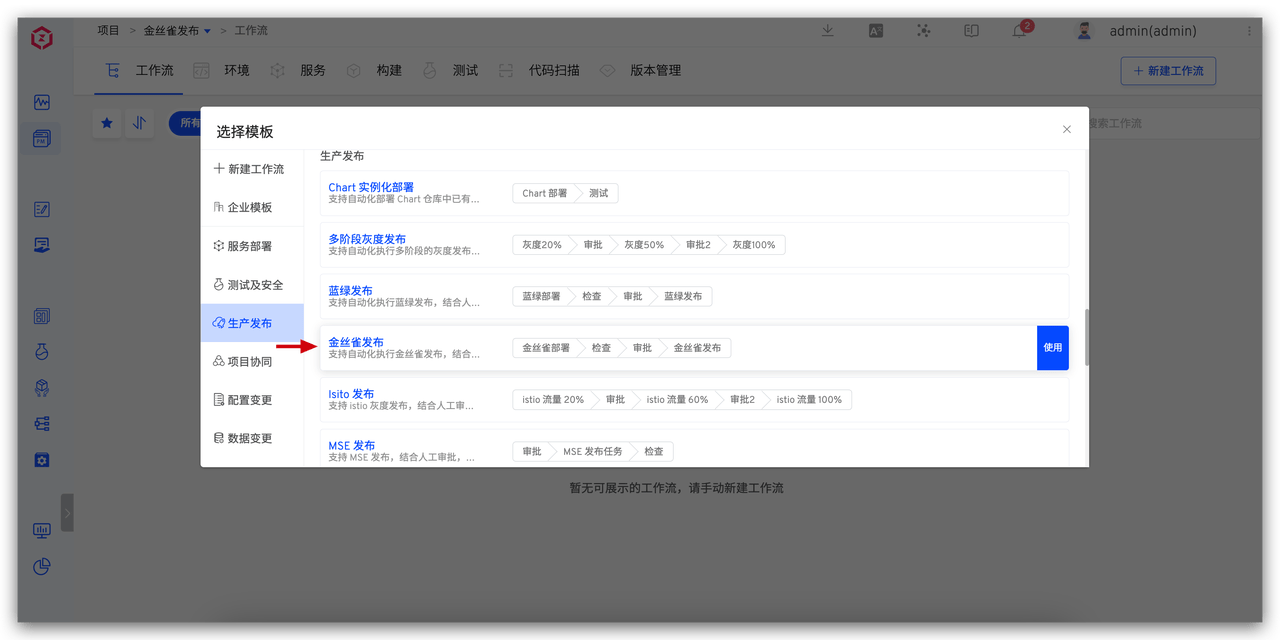 项目 > 金丝雀发布 > 工作流
2
admin(admin)
工作流 环境 服务 构建 测试 代码扫描 版本管理
+ 新建工作流
所有
搜索工作流
选择模板
新建工作流
企业模板
服务部署
测试及安全
生产发布
项目协同
配置变更
数据变更
生产发布
Chart 实例化部署
支持自动化部署 Chart 仓库中已有...
Chart 部署 测试
多阶段灰度发布
支持自动化执行多阶段的灰度发布...
灰度20% 审批 灰度50% 审批2 灰度100%
蓝绿发布
支持自动化执行蓝绿发布，结合人...
蓝绿部署 检查 审批 蓝绿发布
金丝雀发布
支持自动化执行金丝雀发布，结合...
金丝雀部署 检查 审批 金丝雀发布
使用
Isito 发布
支持 istio 灰度发布，结合人工审...
istio 流量 20% 审批 istio 流量 60% 审批2 istio 流量 100%
MSE 发布
支持 MSE 发布，结合人工审批，...
审批 MSE 发布任务 检查
暂无可展示的工作流，请手动新建工作流